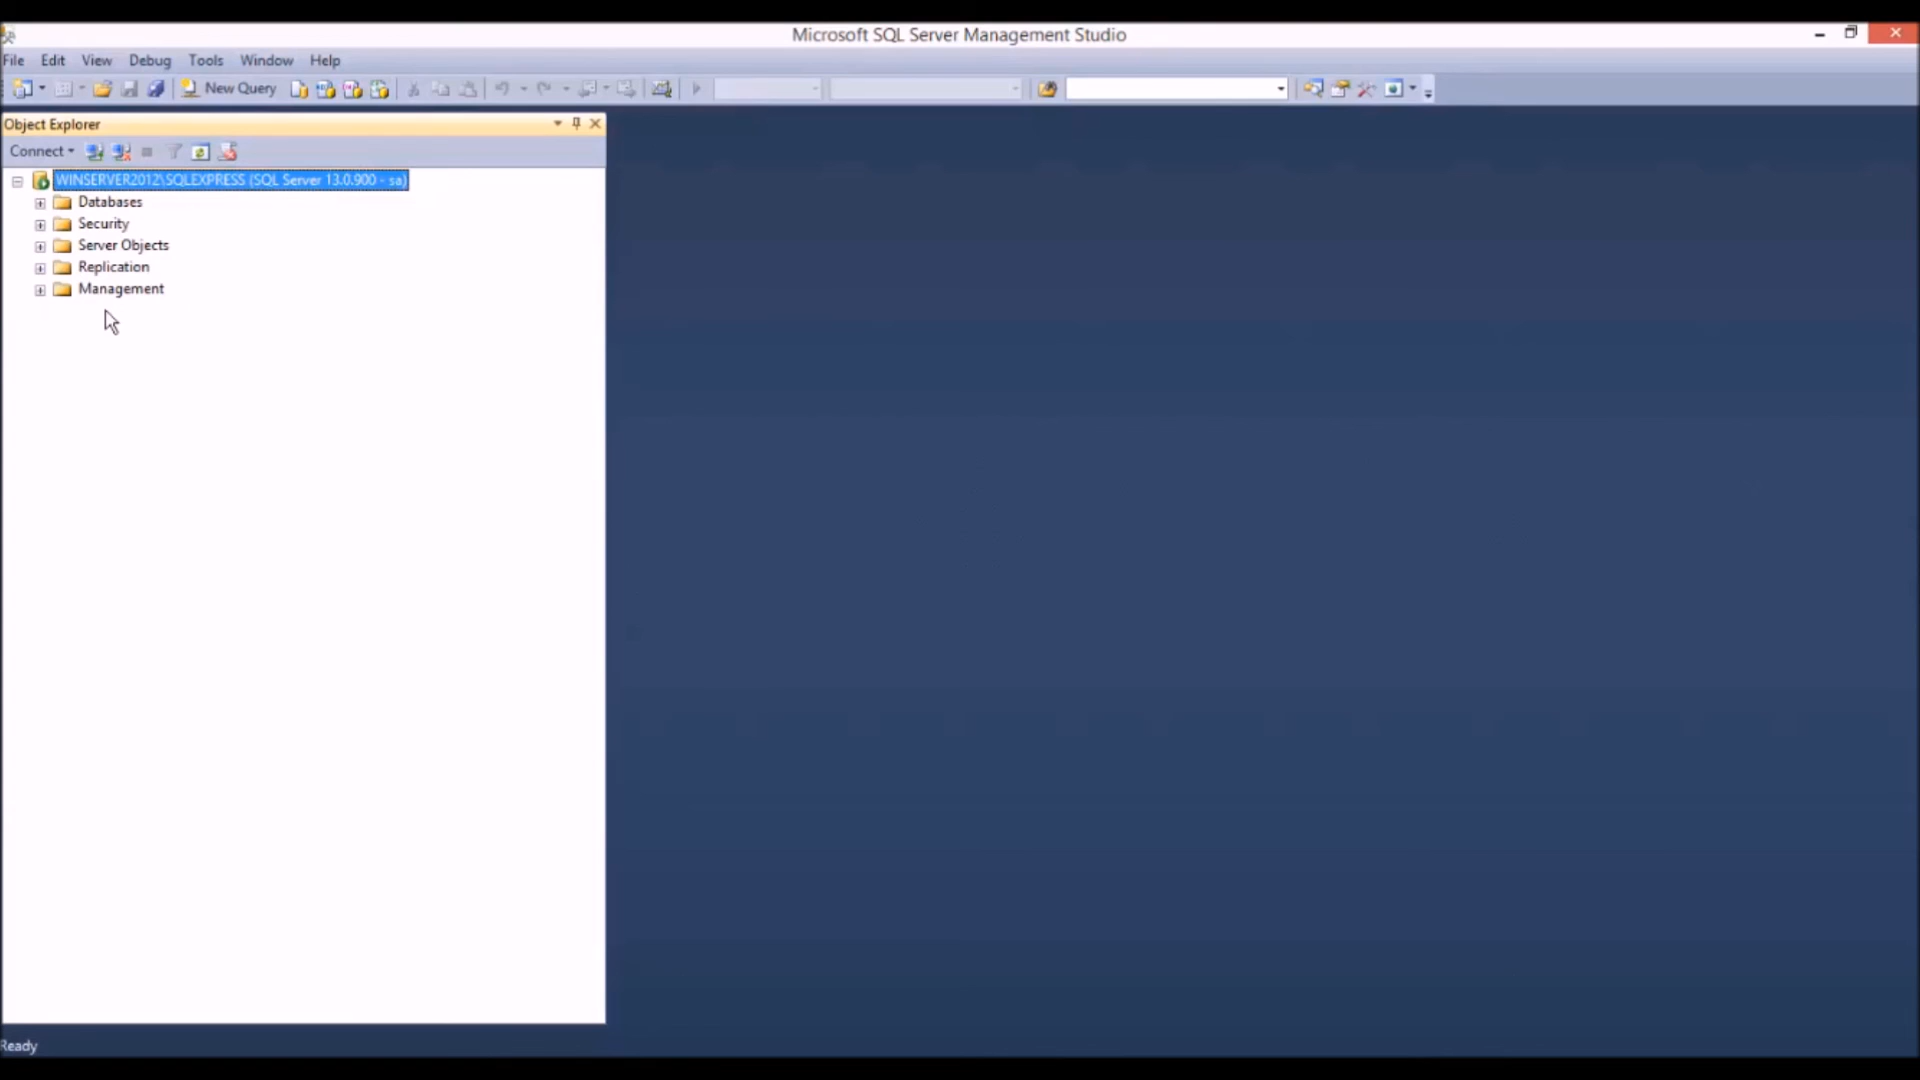 Microsoft SQL Server Management Studio
File Edit View Debug Tools Window Help
New Query
Object Explorer
Connect
WINSERVER2012\SQLEXPRESS (SQL Server 13.0.900 - sa)
Databases
Security
Server Objects
Replication
Management
Ready